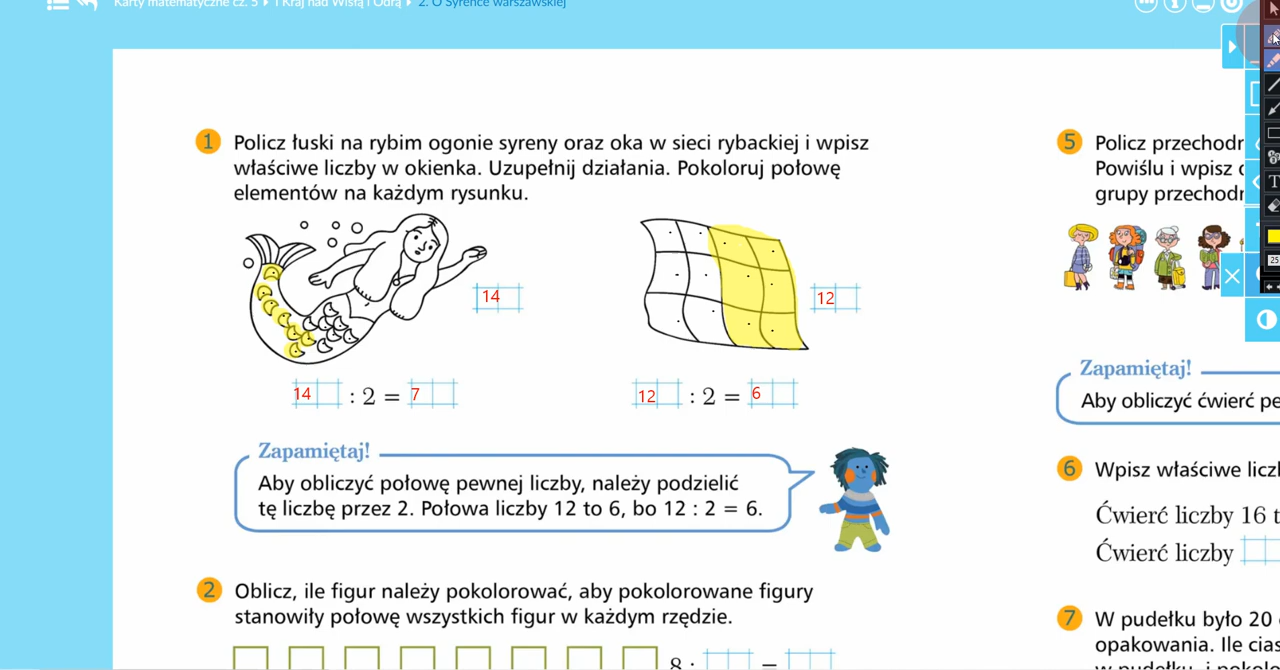 Karty matematyczne cz. 5 ▸ I Kraj nad Wisłą i Odrą ▸ 2. O Syrence warszawskiej
1 Policz łuski na rybim ogonie syreny oraz oka w sieci rybackiej i wpisz
właściwe liczby w okienka. Uzupełnij działania. Pokoloruj połowę
elementów na każdym rysunku.
14
12
14 : 2 = 7
12 : 2 = 6
Zapamiętaj!
Aby obliczyć połowę pewnej liczby, należy podzielić
tę liczbę przez 2. Połowa liczby 12 to 6, bo 12 : 2 = 6.
2 Oblicz, ile figur należy pokolorować, aby pokolorowane figury
stanowiły połowę wszystkich figur w każdym rzędzie.
8 : =
5 Policz
Powiślu i wpisz
grupy
Zapamiętaj!
Aby obliczyć ćwierć
6 Wpisz właściwe
Ćwierć liczby 16
Ćwierć liczby
7 W pudełku było 20
opakowania. Ile
T
25